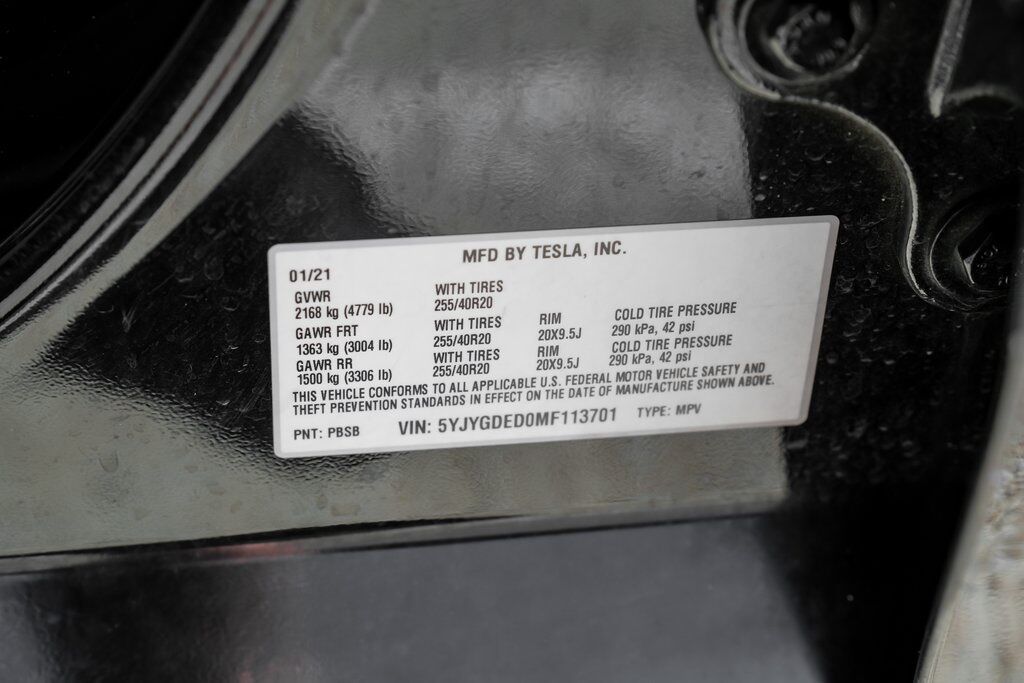 MFD BY TESLA, INC.
01/21
GVWR WITH TIRES
2168 kg (4779 lb) 255/40R20
GAWR FRT WITH TIRES RIM COLD TIRE PRESSURE
1363 kg (3004 lb) 255/40R20 20X9.5J 290 kPa, 42 psi
GAWR RR WITH TIRES RIM COLD TIRE PRESSURE
1500 kg (3306 lb) 255/40R20 20X9.5J 290 kPa, 42 psi
THIS VEHICLE CONFORMS TO ALL APPLICABLE U.S. FEDERAL MOTOR VEHICLE SAFETY AND
THEFT PREVENTION STANDARDS IN EFFECT ON THE DATE OF MANUFACTURE SHOWN ABOVE.
PNT: PBSB VIN: 5YJYGDED0MF113701 TYPE: MPV